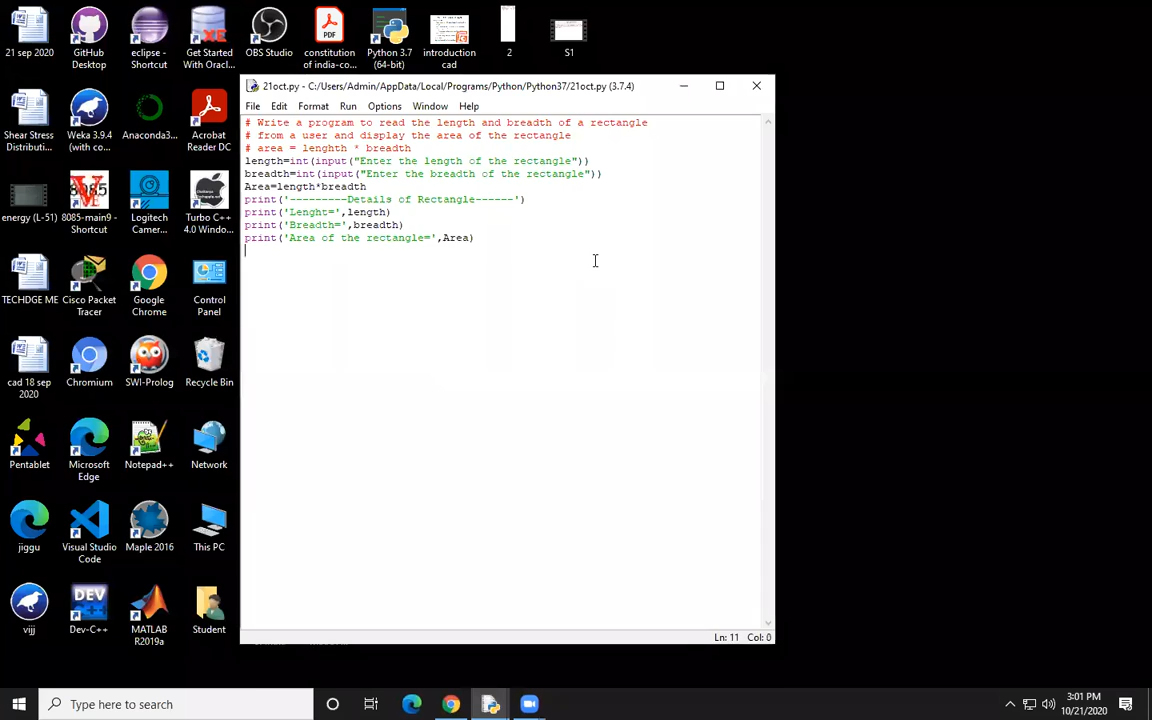 21 sep 2020
GitHub Desktop
eclipse - Shortcut
Get Started With Oracl...
OBS Studio
constitution of india-co...
Python 3.7 (64-bit)
introduction cad
2
S1
Shear Stress Distributi...
Weka 3.9.4 (with co...
Anaconda3...
Acrobat Reader DC
energy (L-51)
8085-main9 - Shortcut
Logitech Camer...
Turbo C++ 4.0 Windo...
TECHDGE ME
Cisco Packet Tracer
Google Chrome
Control Panel
cad 18 sep 2020
Chromium
SWI-Prolog
Recycle Bin
Pentablet
Microsoft Edge
Notepad++
Network
jiggu
Visual Studio Code
Maple 2016
This PC
vijj
Dev-C++
MATLAB R2019a
Student
21oct.py - C:/Users/Admin/AppData/Local/Programs/Python/Python37/21oct.py (3.7.4)
File Edit Format Run Options Window Help
# Write a program to read the length and breadth of a rectangle
# from a user and display the area of the rectangle
# area = lenghth * breadth
length=int(input("Enter the length of the rectangle"))
breadth=int(input("Enter the breadth of the rectangle"))
Area=length*breadth
print('---------Details of Rectangle------')
print('Lenght=',length)
print('Breadth=',breadth)
print('Area of the rectangle=',Area)
Ln: 11 Col: 0
Type here to search
3:01 PM
10/21/2020